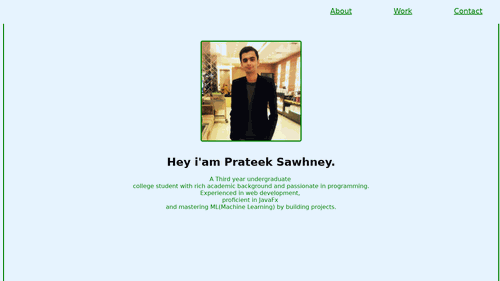 About Work Contact
Hey i'am Prateek Sawhney.
A Third year undergraduate
college student with rich academic background and passionate in programming.
Experienced in web development,
proficient in JavaFx
and mastering ML(Machine Learning) by building projects.